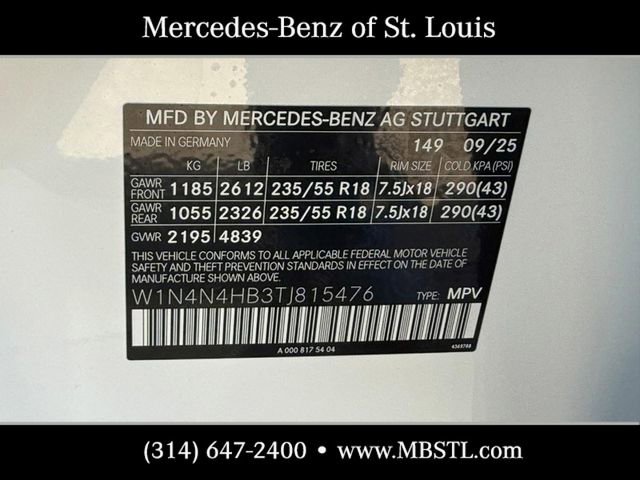 Mercedes-Benz of St. Louis
MFD BY MERCEDES-BENZ AG STUTTGART
MADE IN GERMANY 149 09/25
KG LB TIRES RIM SIZE COLD KPA(PSI)
GAWR FRONT 1185 2612 235/55 R18 7.5Jx18 290(43)
GAWR REAR 1055 2326 235/55 R18 7.5Jx18 290(43)
GVWR 2195 4839
THIS VEHICLE CONFORMS TO ALL APPLICABLE FEDERAL MOTOR VEHICLE
SAFETY AND THEFT PREVENTION STANDARDS IN EFFECT ON THE DATE OF
MANUFACTURE SHOWN ABOVE.
W1N4N4HB3TJ815476 TYPE: MPV
A 000 817 54 04 4369788
(314) 647-2400 • www.MBSTL.com